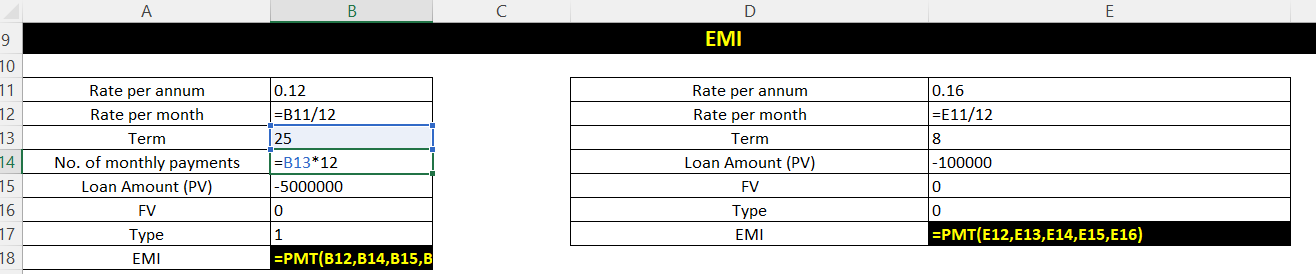 A B C D E
9 EMI
10
11 Rate per annum 0.12 Rate per annum 0.16
12 Rate per month =B11/12 Rate per month =E11/12
13 Term 25 Term 8
14 No. of monthly payments =B13*12 Loan Amount (PV) -100000
15 Loan Amount (PV) -5000000 FV 0
16 FV 0 Type 0
17 Type 1 EMI =PMT(E12,E13,E14,E15,E16)
18 EMI =PMT(B12,B14,B15,B